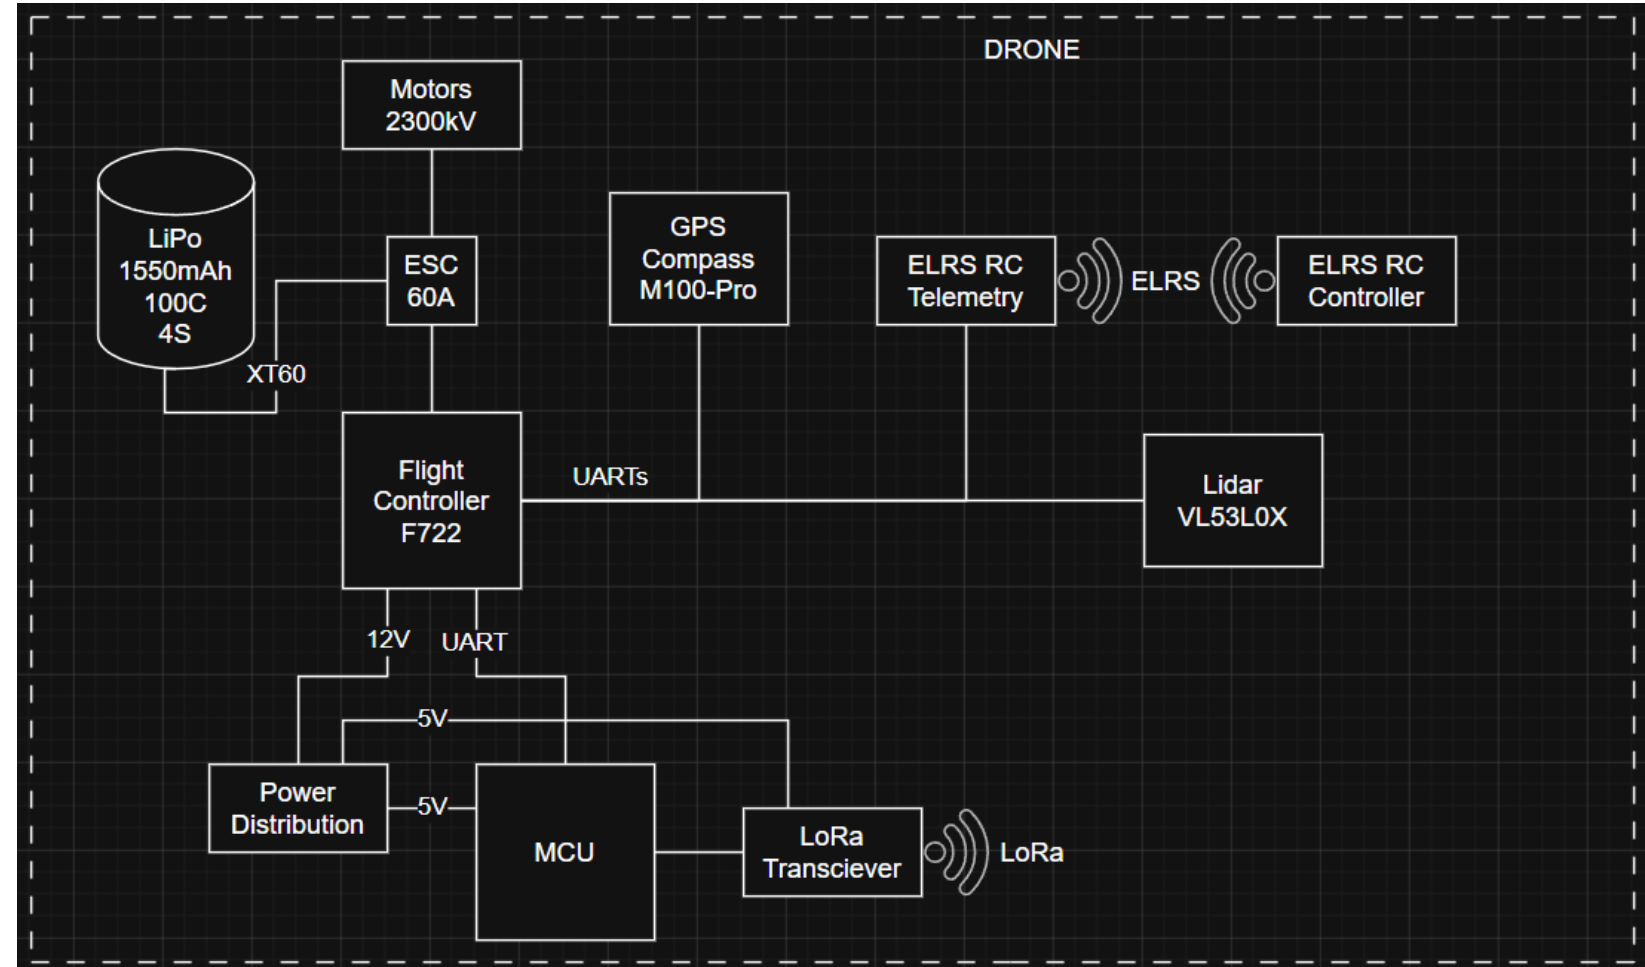 DRONE
Motors
2300kV
LiPo
1550mAh
100C
4S
XT60
ESC
60A
GPS
Compass
M100-Pro
ELRS RC
Telemetry
ELRS
ELRS RC
Controller
Flight
Controller
F722
UARTs
Lidar
VL53L0X
12V
UART
5V
5V
Power
Distribution
MCU
LoRa
Transciever
LoRa